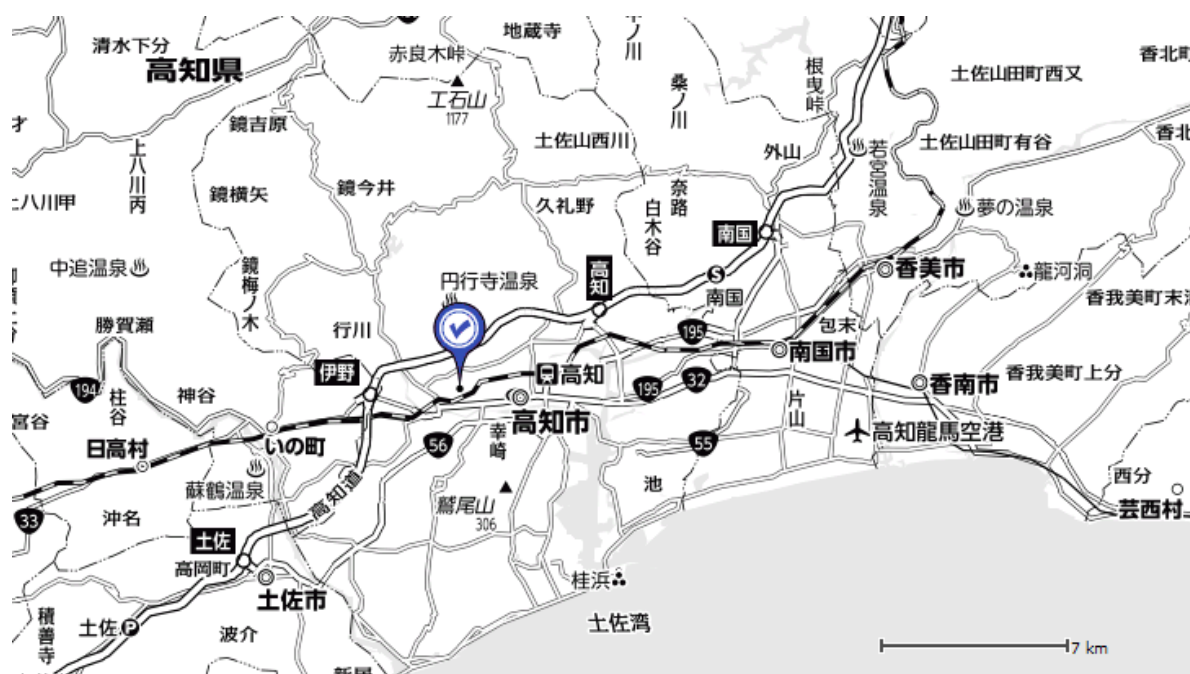 清水下分
高知県
赤良木峠
工石山
1177
地蔵寺
中ノ川
桑ノ川
根曳峠
土佐山田町西又
香北町
才
鏡吉原
上八川丙
土佐山西川
外山
若宮温泉
土佐山田町有谷
香北
上八川甲
鏡横矢
鏡今井
久礼野
奈路
白木谷
南国
夢の温泉
中追温泉
鏡梅ノ木
円行寺温泉
高知
S
南国
香美市
龍河洞
香我美町末
勝賀瀬
行川
195
包末
南国市
194
柱谷
神谷
伊野
高知
195
32
香南市
香我美町上分
宮谷
日高村
いの町
高知市
幸崎
56
55
片山
高知龍馬空港
蘇鶴温泉
高知道
鷲尾山
306
池
西分
芸西村
33
沖名
土佐
高岡町
土佐市
桂浜
土佐湾
積善寺
土佐
P
波介
7 km